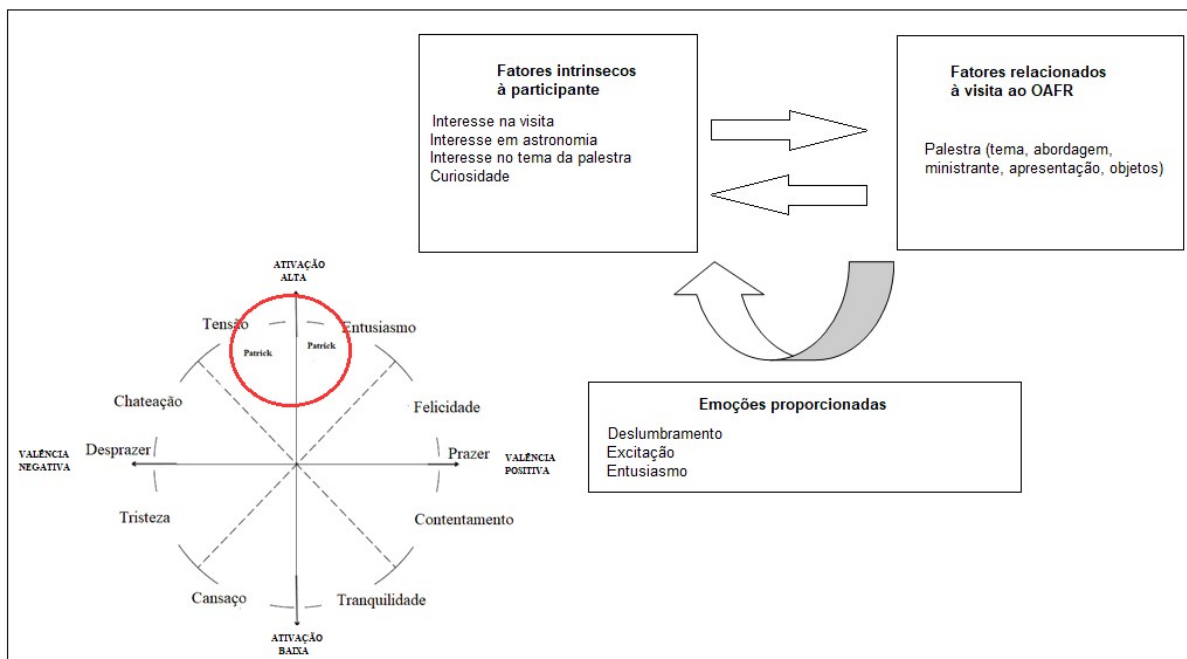 Fatores intrinsecos
à participante
Interesse na visita
Interesse em astronomia
Interesse no tema da palestra
Curiosidade
Fatores relacionados
à visita ao OAFR
Palestra (tema, abordagem,
ministrante, apresentação, objetos)
ATIVAÇÃO
ALTA
Tensão
Entusiasmo
Patrick
Patrick
Chateação
Felicidade
VALÊNCIA
NEGATIVA
Desprazer
Prazer
VALÊNCIA
POSITIVA
Tristeza
Contentamento
Cansaço
Tranquilidade
ATIVAÇÃO
BAIXA
Emoções proporcionadas
Deslumbramento
Excitação
Entusiasmo